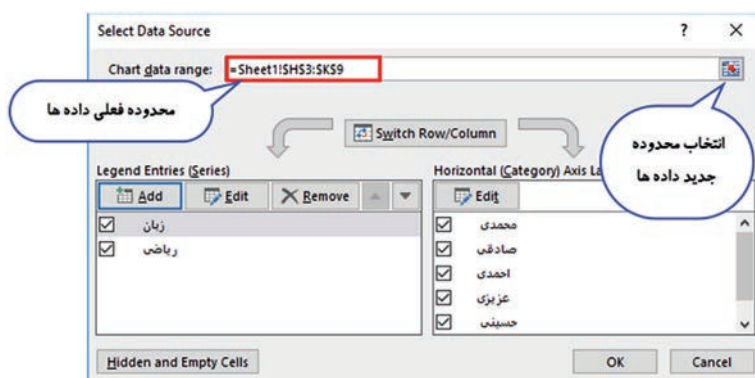 Select Data Source
? ×
Chart data range: =Sheet1!$H$3:$K$9
محدوده فعلی داده ها
انتخاب محدوده
جدید داده ها
Switch Row/Column
Legend Entries (Series)
Horizontal (Category) Axis La
Add Edit Remove
Edit
زبان
ریاضی
محمدی
صادقی
احمدی
عزیزی
حسینی
Hidden and Empty Cells
OK Cancel